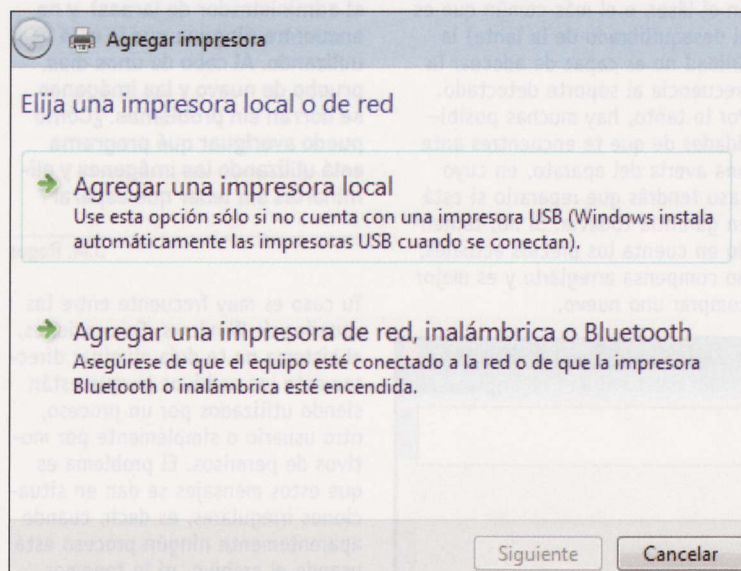 Agregar impresora
Elija una impresora local o de red
Agregar una impresora local
Use esta opción sólo si no cuenta con una impresora USB (Windows instala
automáticamente las impresoras USB cuando se conectan).
Agregar una impresora de red, inalámbrica o Bluetooth
Asegúrese de que el equipo esté conectado a la red o de que la impresora
Bluetooth o inalámbrica esté encendida.
Siguiente
Cancelar